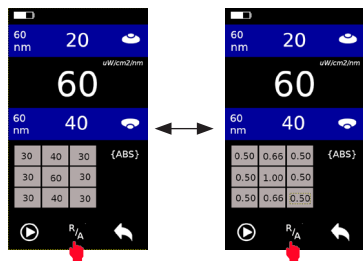 60 nm 20
uW/cm2/nm
60
60 nm 40
30 40 30 {ABS}
30 60 30
30 40 30
R/A
60 nm 20
uW/cm2/nm
60
60 nm 40
0.50 0.66 0.50 {ABS}
0.50 1.00 0.50
0.50 0.66 0.50
R/A